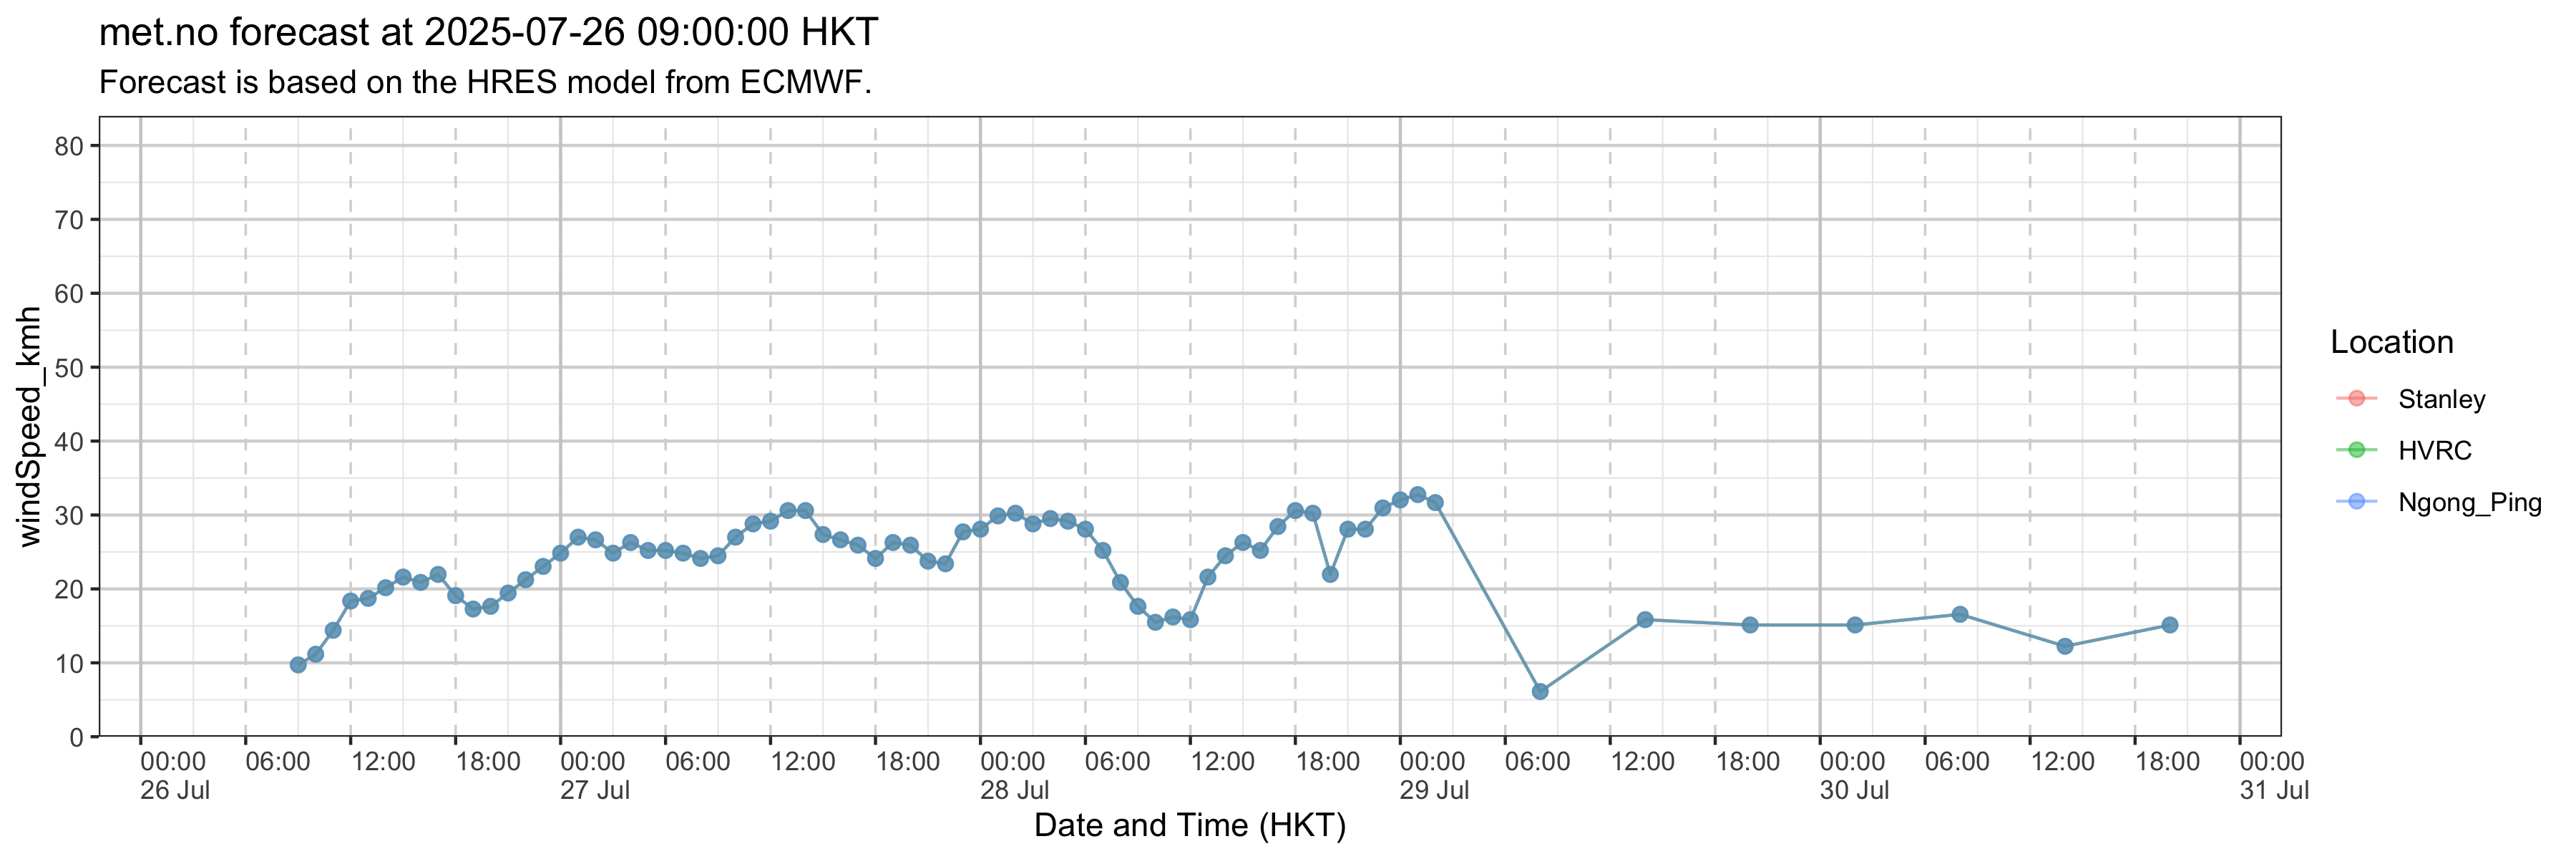 met.no forecast at 2025-07-26 09:00:00 HKT
Forecast is based on the HRES model from ECMWF.
windSpeed_kmh
80
70
60
50
40
30
20
10
0
00:00 06:00 12:00 18:00 00:00 06:00 12:00 18:00 00:00 06:00 12:00 18:00 00:00 06:00 12:00 18:00 00:00 06:00 12:00 18:00 00:00
26 Jul 27 Jul 28 Jul 29 Jul 30 Jul 31 Jul
Date and Time (HKT)
Location
Stanley
HVRC
Ngong_Ping